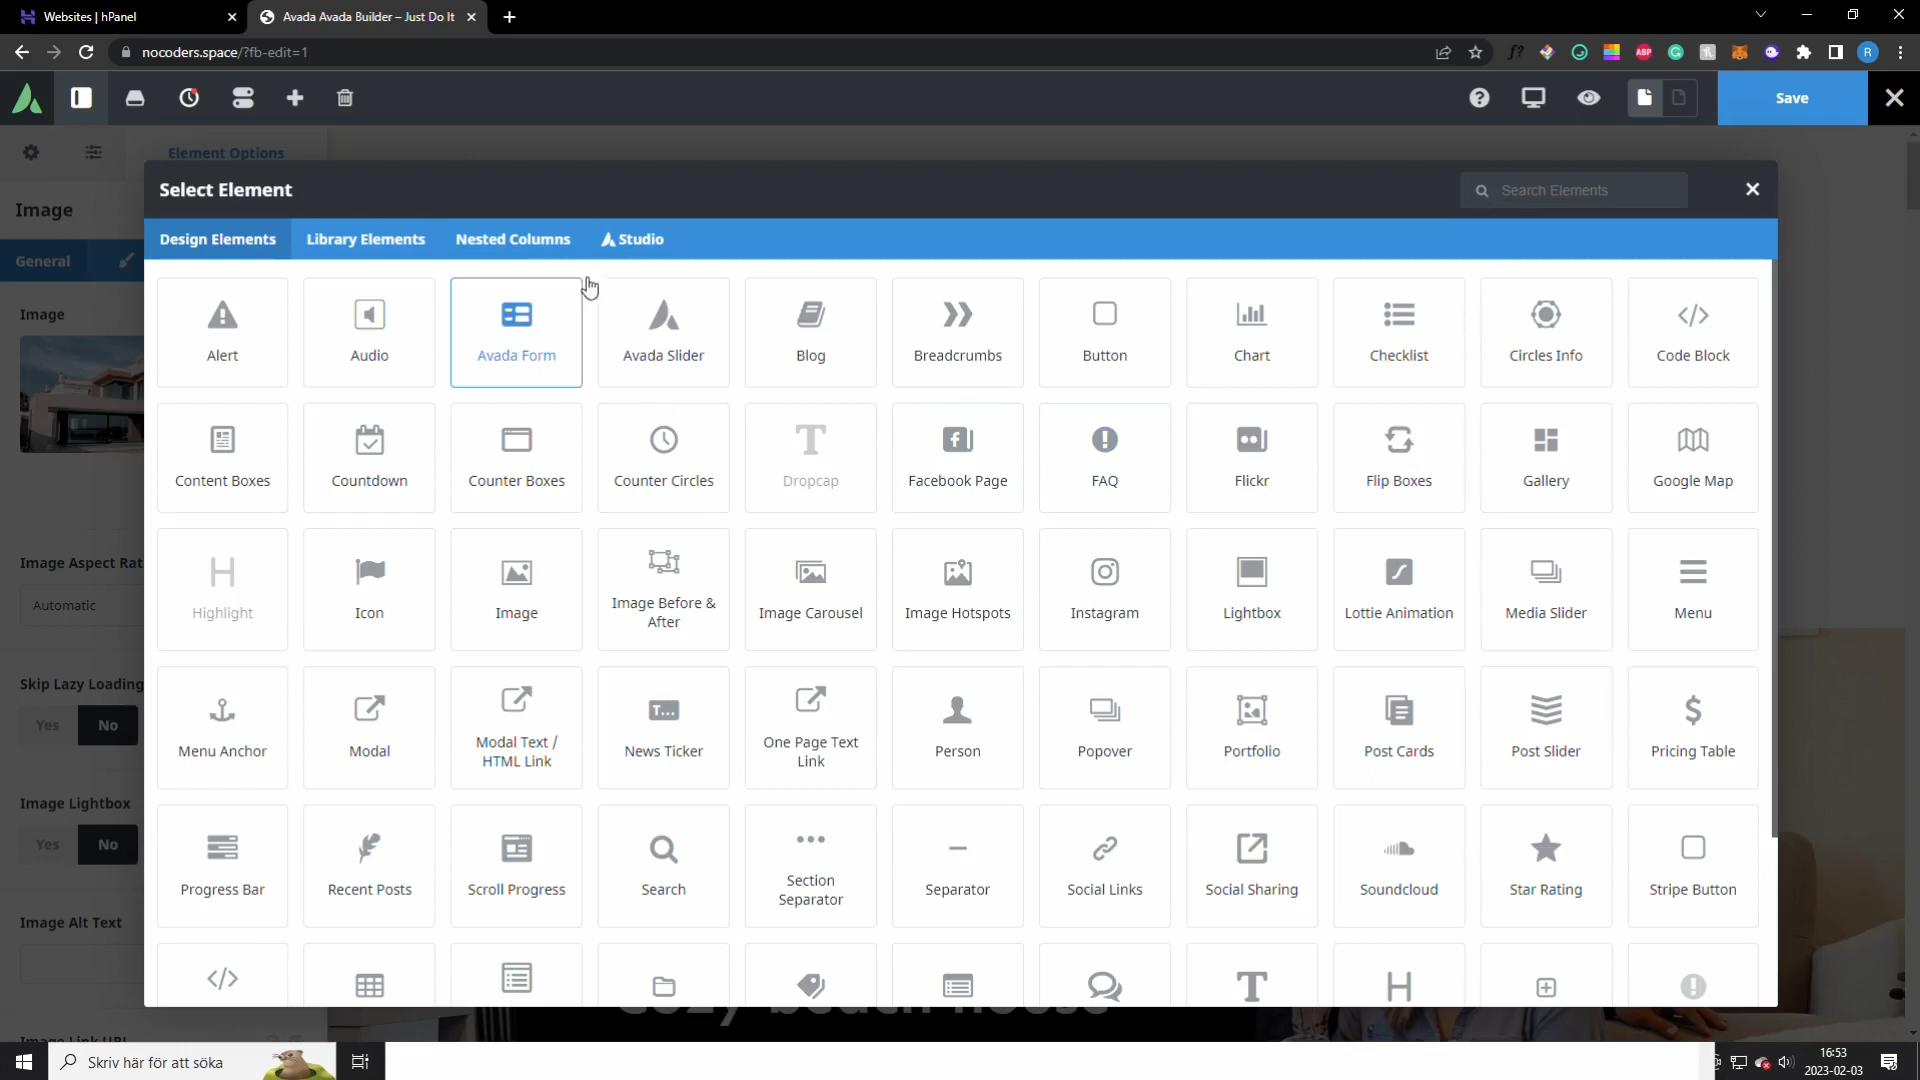 Websites | hPanel
Avada Avada Builder – Just Do It
nocoders.space/?fb-edit=1
ABP
R
Save
Element Options
Select Element
Search Elements
Image
Design Elements
Library Elements
Nested Columns
Studio
General
Image
Alert
Audio
Avada Form
Avada Slider
Blog
Breadcrumbs
Button
Chart
Checklist
Circles Info
Code Block
Content Boxes
Countdown
Counter Boxes
Counter Circles
Dropcap
Facebook Page
FAQ
Flickr
Flip Boxes
Gallery
Google Map
Image Aspect Rat
Automatic
Highlight
Icon
Image
Image Before &
After
Image Carousel
Image Hotspots
Instagram
Lightbox
Lottie Animation
Media Slider
Menu
Skip Lazy Loading
Yes
No
Menu Anchor
Modal
Modal Text /
HTML Link
News Ticker
One Page Text
Link
Person
Popover
Portfolio
Post Cards
Post Slider
Pricing Table
Image Lightbox
Yes
No
Progress Bar
Recent Posts
Scroll Progress
Search
Section
Separator
Separator
Social Links
Social Sharing
Soundcloud
Star Rating
Stripe Button
Image Alt Text
Cozy beach house
Image Link URL
Skriv här för att söka
16:53
2023-02-03